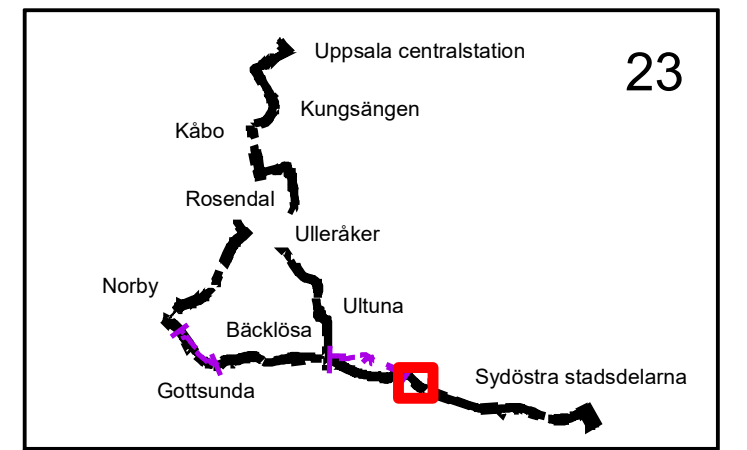 Uppsala centralstation
23
Kungsängen
Kåbo
Rosendal
Ulleråker
Norby
Ultuna
Bäcklösa
Sydöstra stadsdelarna
Gottsunda